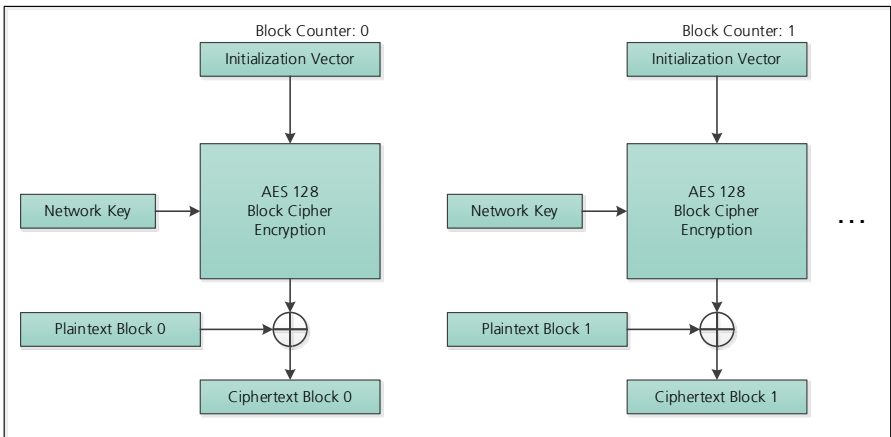 Block Counter: 0
Initialization Vector
AES 128
Block Cipher
Encryption
Network Key
Plaintext Block 0
Ciphertext Block 0
Block Counter: 1
Initialization Vector
AES 128
Block Cipher
Encryption
Network Key
Plaintext Block 1
Ciphertext Block 1
...